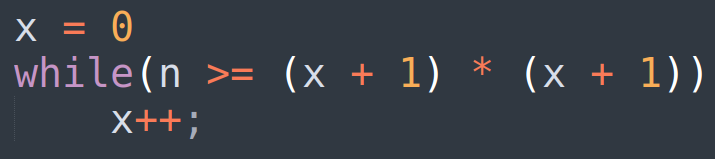 x = 0
while(n >= (x + 1) * (x + 1))
    x++;